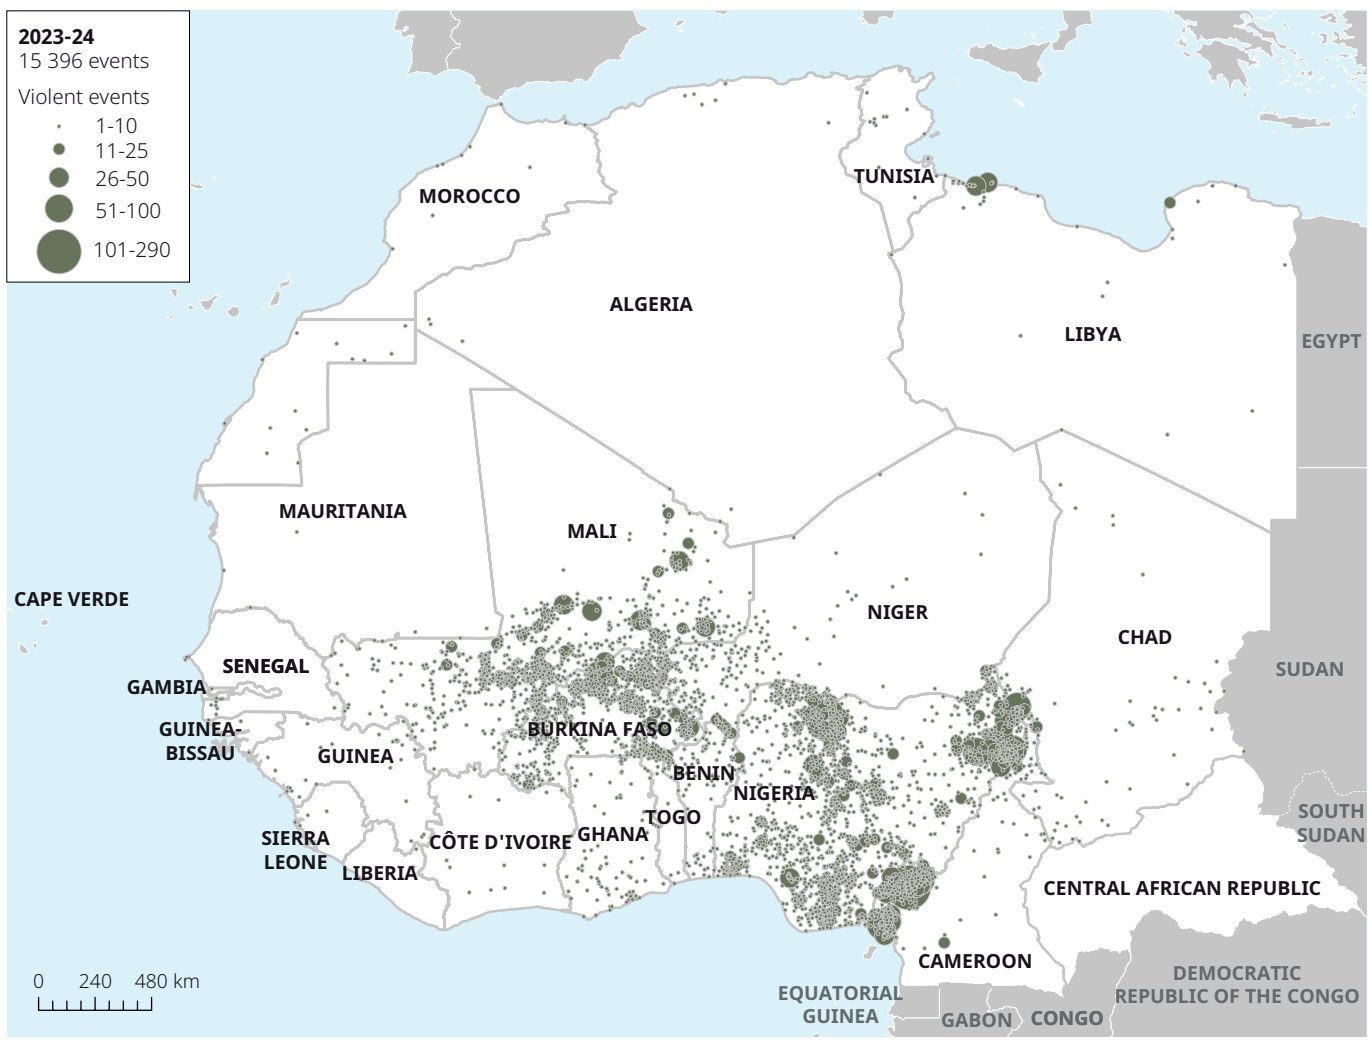 2023-24
15 396 events
Violent events
1-10
11-25
26-50
51-100
101-290
MOROCCO
TUNISIA
ALGERIA
LIBYA
EGYPT
MAURITANIA
MALI
CAPE VERDE
NIGER
CHAD
SENEGAL
SUDAN
GAMBIA
GUINEA-
BISSAU
BURKINA FASO
GUINEA
BENIN
NIGERIA
TOGO
SOUTH
SUDAN
SIERRA
LEONE
CÔTE D'IVOIRE
GHANA
LIBERIA
CENTRAL AFRICAN REPUBLIC
CAMEROON
0 240 480 km
EQUATORIAL
GUINEA
GABON
CONGO
DEMOCRATIC
REPUBLIC OF THE CONGO